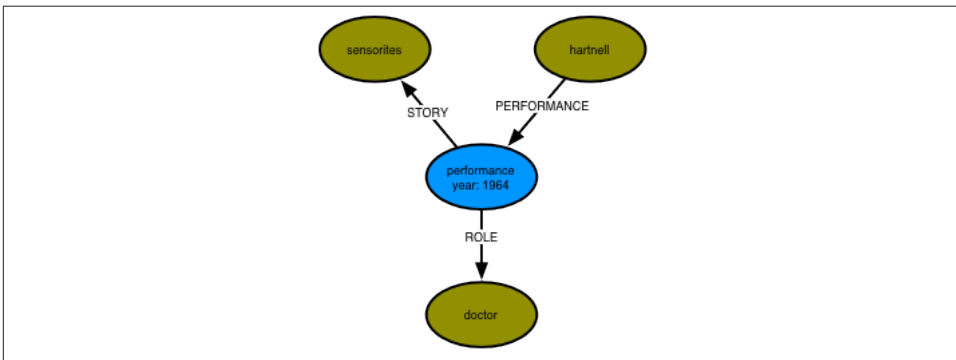 sensorites
hartnell
STORY
PERFORMANCE
performance
year: 1964
ROLE
doctor